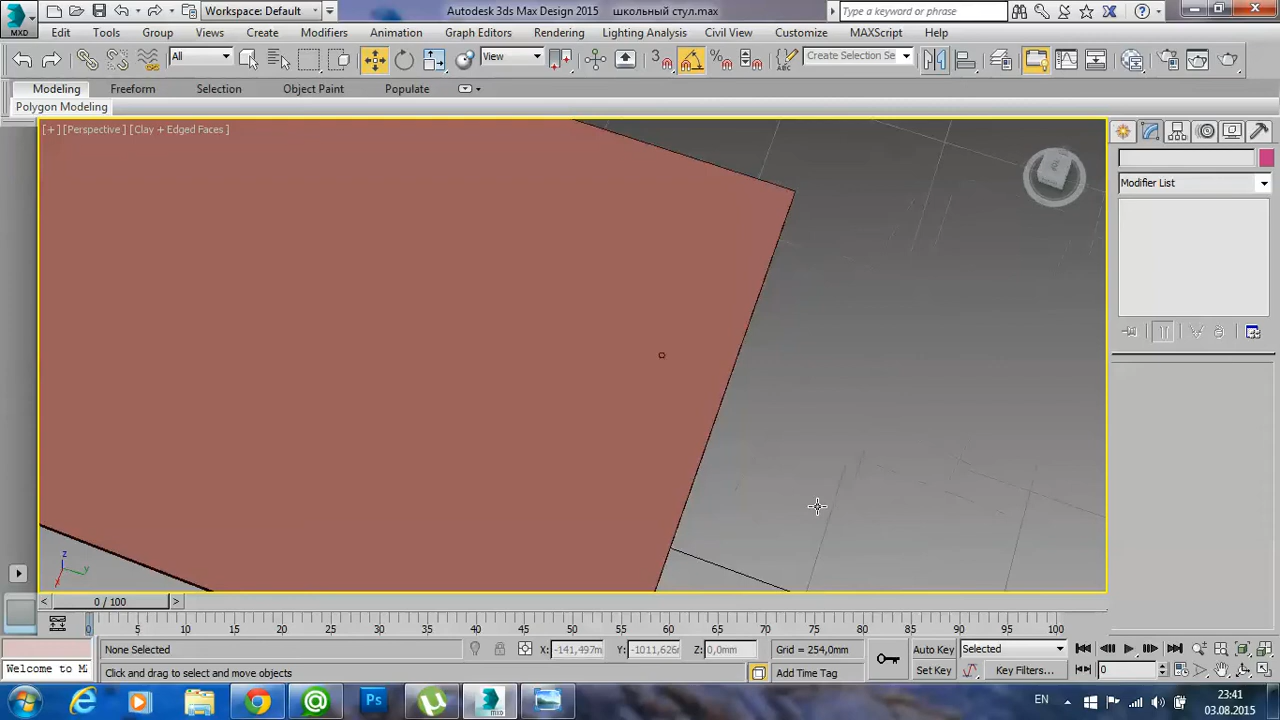 Workspace: Default
Autodesk 3ds Max Design 2015 школьный стул.max
Type a keyword or phrase
MXD
Edit Tools Group Views Create Modifiers Animation Graph Editors Rendering Lighting Analysis Civil View Customize MAXScript Help
All
View
Create Selection Se
Modeling Freeform Selection Object Paint Populate
Polygon Modeling
[+] [Perspective ] [Clay + Edged Faces ]
Modifier List
z
y
x
0 / 100
0 5 10 15 20 25 30 35 40 45 50 55 60 65 70 75 80 85 90 95 100
None Selected
X: -141,497m Y: -1011,626m Z: 0,0mm
Grid = 254,0mm
Auto Key
Selected
Welcome to M
Click and drag to select and move objects
Add Time Tag
Set Key
Key Filters...
0
Ps
EN
23:41
03.08.2015